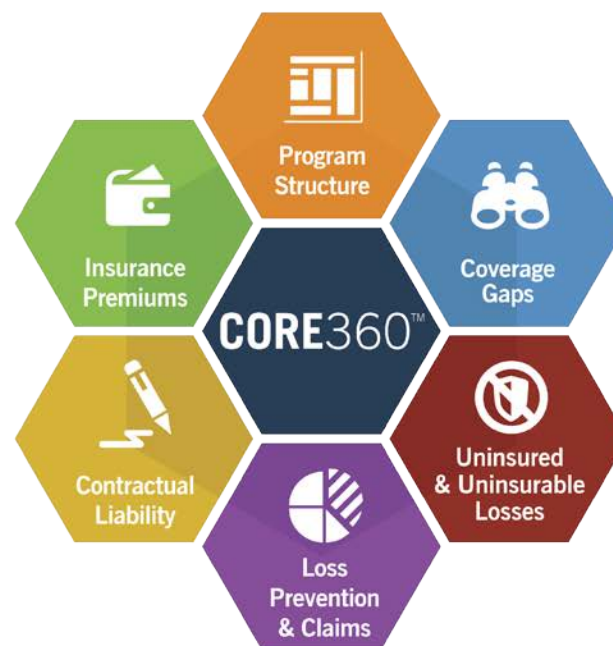 Program
Structure
Insurance
Premiums
Coverage
Gaps
CORE360™
Contractual
Liability
Uninsured
& Uninsurable
Losses
Loss
Prevention
& Claims